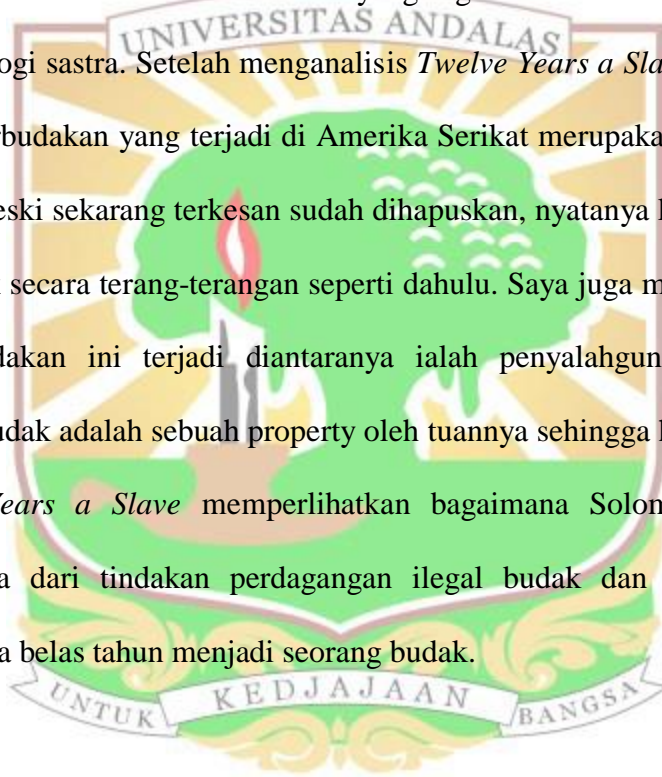 UNIVERSITAS ANDALAS
ogi sastra. Setelah menganalisis Twelve Years a Sla
rbudakan yang terjadi di Amerika Serikat merupaka
eski sekarang terkesan sudah dihapuskan, nyatanya
secara terang-terangan seperti dahulu. Saya juga m
dakan ini terjadi diantaranya ialah penyalahgun
udak adalah sebuah property oleh tuannya sehingga
Years a Slave memperlihatkan bagaimana Solon
a dari tindakan perdagangan ilegal budak dan
a belas tahun menjadi seorang budak.
UNTUK KEDJAJAAN BANGSA